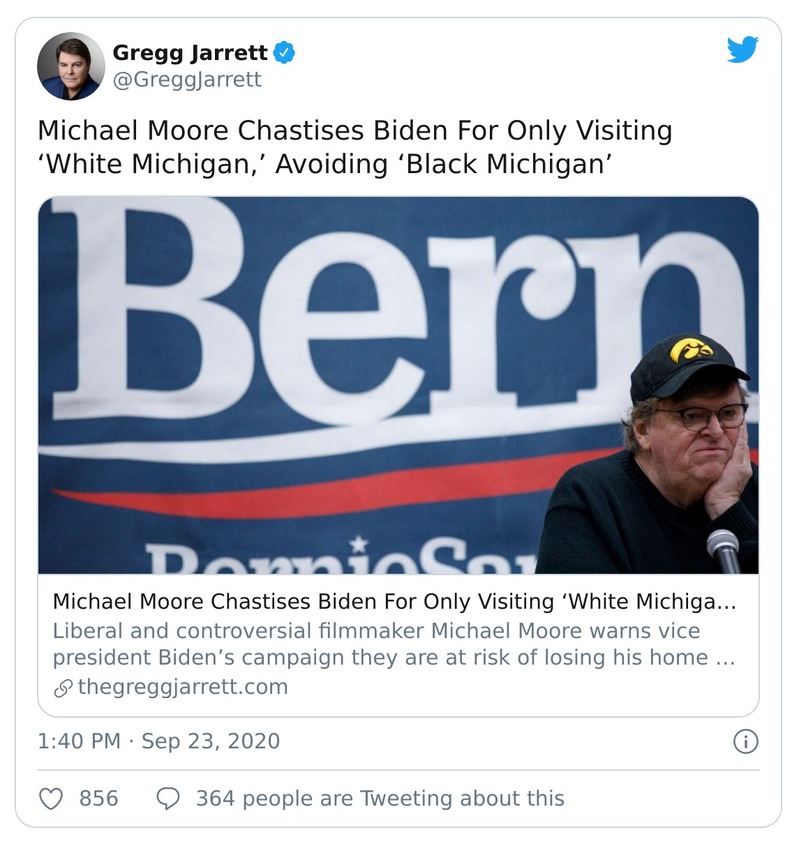 Gregg Jarrett
@GreggJarrett
Michael Moore Chastises Biden For Only Visiting
‘White Michigan,’ Avoiding ‘Black Michigan’
Bern
BernieSa
Michael Moore Chastises Biden For Only Visiting ‘White Michiga…
Liberal and controversial filmmaker Michael Moore warns vice
president Biden’s campaign they are at risk of losing his home …
thegreggjarrett.com
1:40 PM · Sep 23, 2020
856
364 people are Tweeting about this